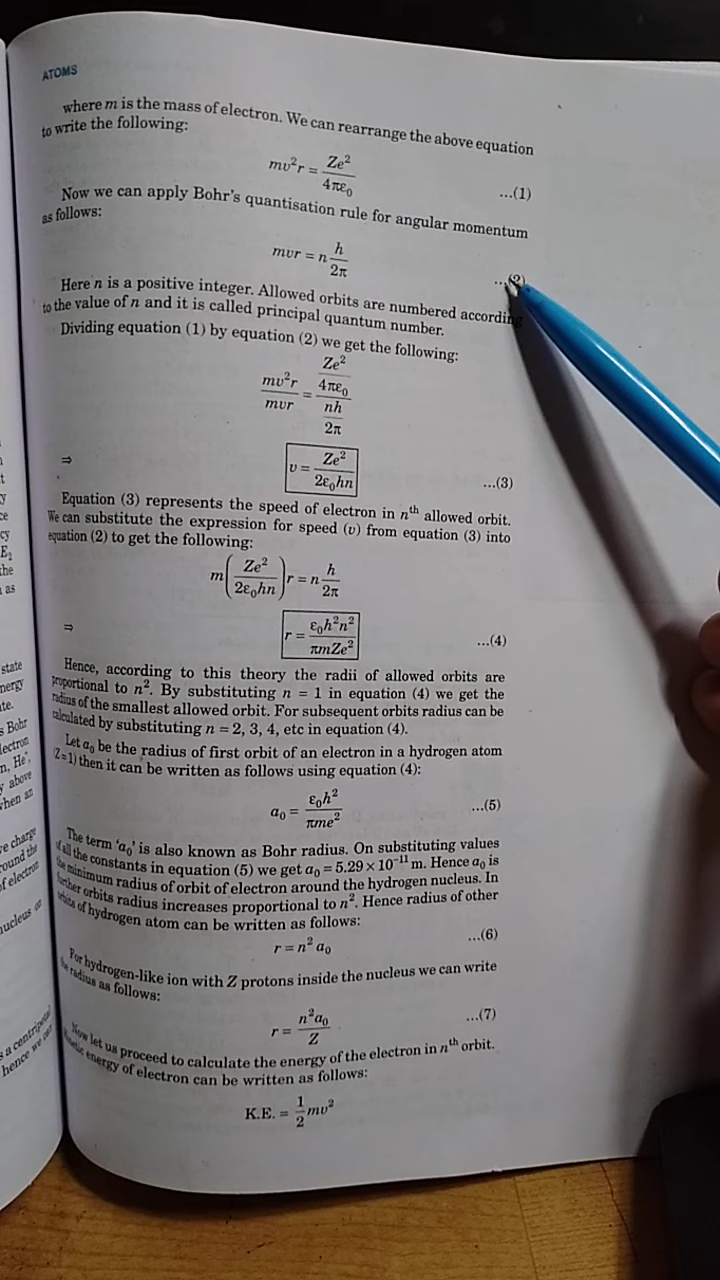 ATOMS
where m is the mass of electron. We can rearrange the above equation
to write the following:
mv²r = Ze²/4πε₀ ...(1)
Now we can apply Bohr's quantisation rule for angular momentum
as follows:
mvr = n h/2π ...(2)
Here n is a positive integer. Allowed orbits are numbered according
to the value of n and it is called principal quantum number.
Dividing equation (1) by equation (2) we get the following:
mv²r/mvr = (Ze²/4πε₀)/(nh/2π)
⇒ v = Ze²/2ε₀hn ...(3)
Equation (3) represents the speed of electron in nᵗʰ allowed orbit.
We can substitute the expression for speed (v) from equation (3) into
equation (2) to get the following:
m(Ze²/2ε₀hn)r = n h/2π
⇒ r = ε₀h²n²/πmZe² ...(4)
Hence, according to this theory the radii of allowed orbits are
proportional to n². By substituting n = 1 in equation (4) we get the
radius of the smallest allowed orbit. For subsequent orbits radius can be
calculated by substituting n = 2, 3, 4, etc in equation (4).
Let a₀ be the radius of first orbit of an electron in a hydrogen atom
(Z=1) then it can be written as follows using equation (4):
a₀ = ε₀h²/πme² ...(5)
The term 'a₀' is also known as Bohr radius. On substituting values
of all the constants in equation (5) we get a₀ = 5.29 × 10⁻¹¹ m. Hence a₀ is
the minimum radius of orbit of electron around the hydrogen nucleus. In
further orbits radius increases proportional to n². Hence radius of other
orbits of hydrogen atom can be written as follows:
r = n² a₀ ...(6)
For hydrogen-like ion with Z protons inside the nucleus we can write
the radius as follows:
r = n²a₀/Z ...(7)
Now let us proceed to calculate the energy of the electron in nᵗʰ orbit.
Kinetic energy of electron can be written as follows:
K.E. = 1/2 mv²